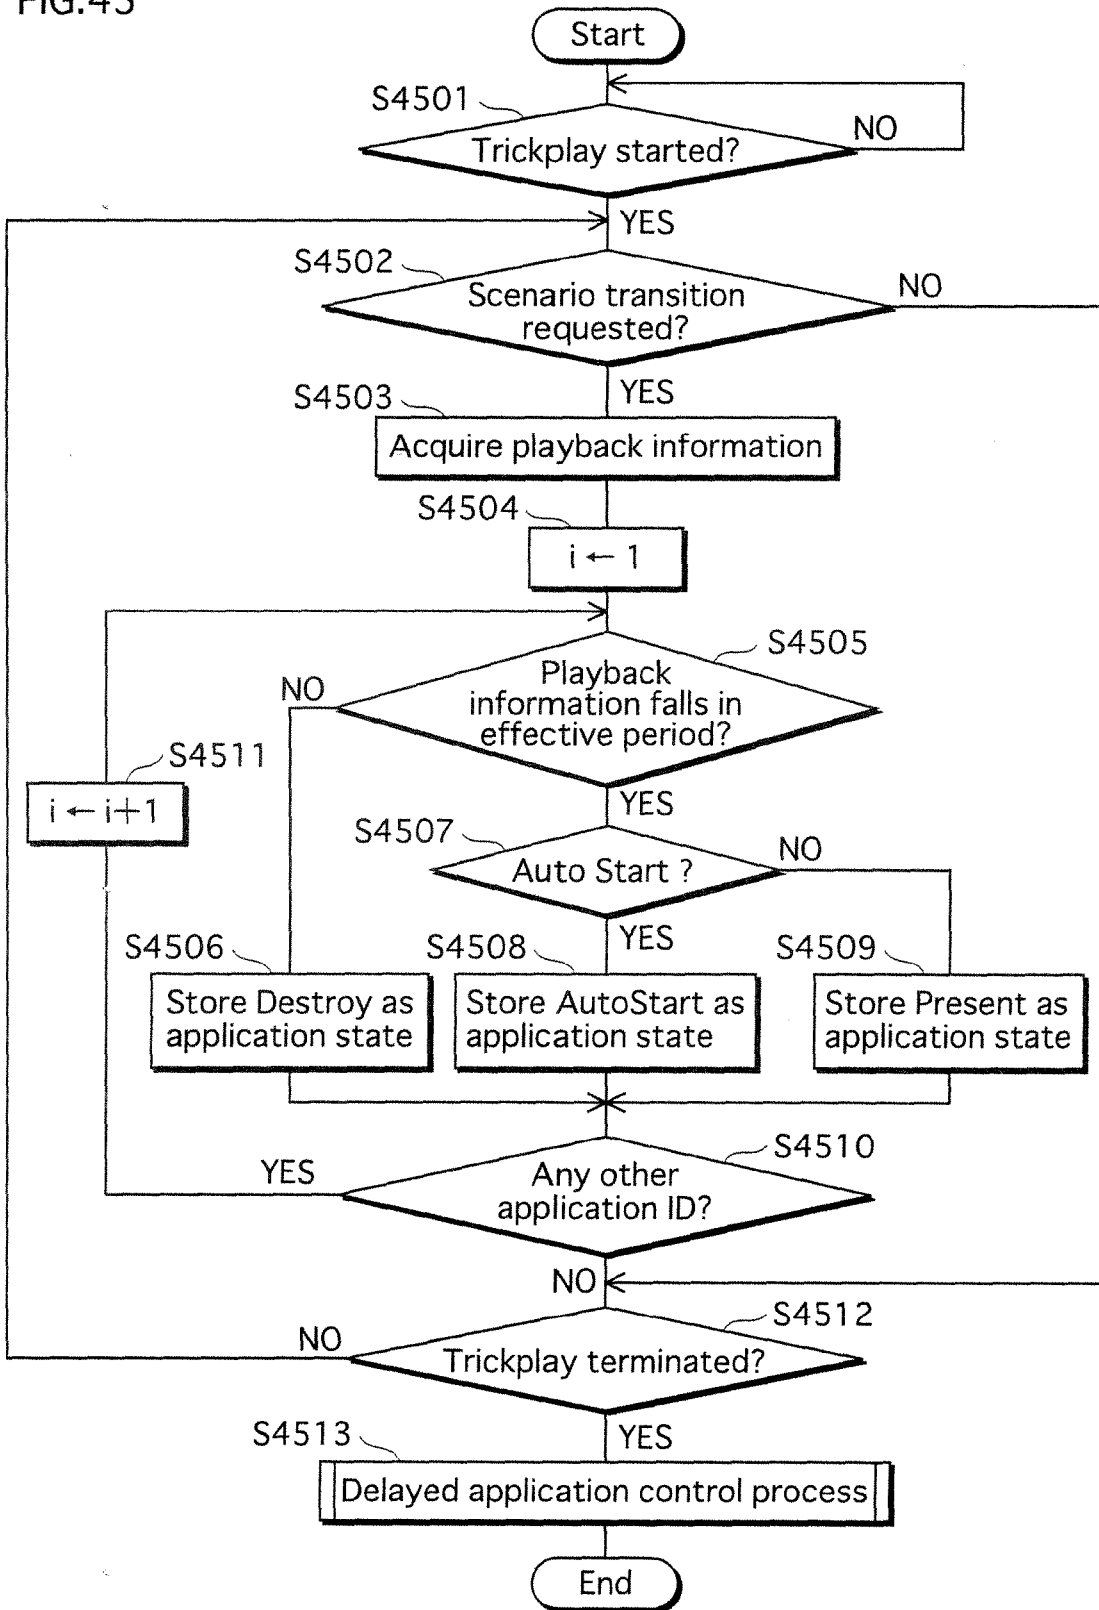 FIG.45
Start
S4501
Trickplay started?
NO
YES
S4502
Scenario transition
requested?
NO
YES
S4503
Acquire playback information
S4504
i ← 1
S4505
Playback
information falls in
effective period?
NO
YES
S4511
i ← i+1
S4507
Auto Start ?
NO
YES
S4506
Store Destroy as
application state
S4508
Store AutoStart as
application state
S4509
Store Present as
application state
S4510
Any other
application ID?
YES
NO
S4512
Trickplay terminated?
NO
YES
S4513
Delayed application control process
End